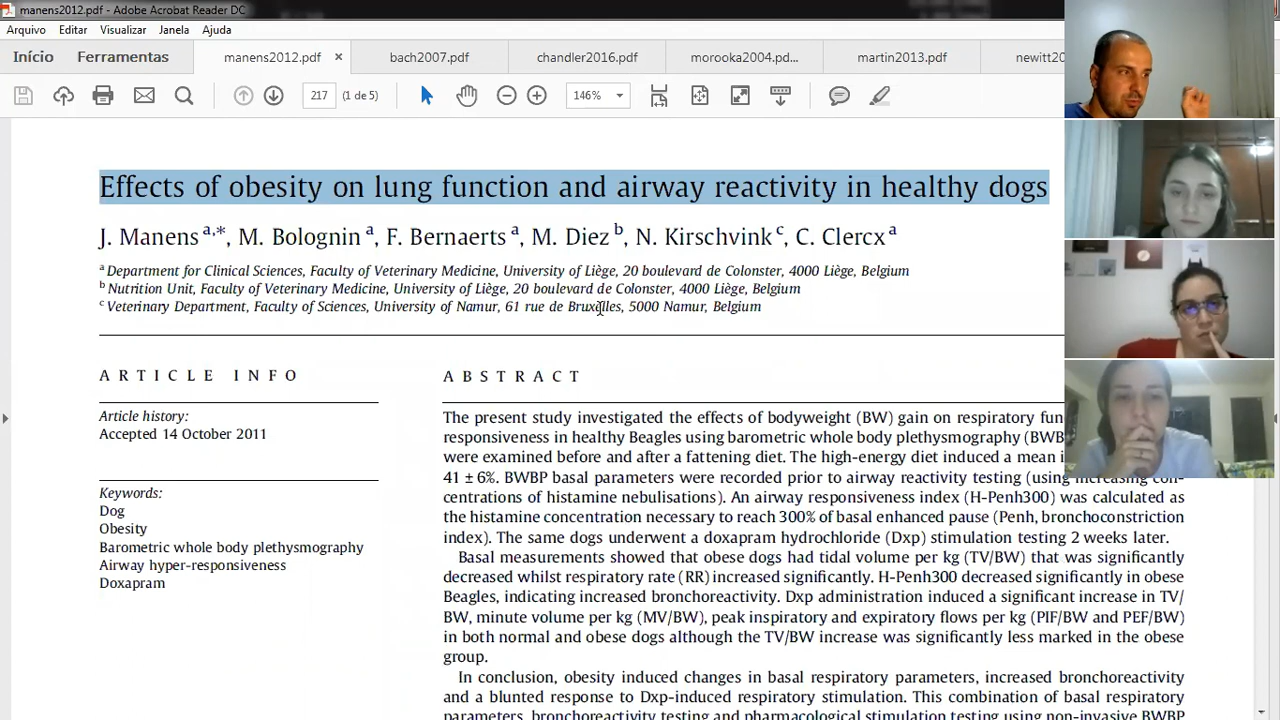 manens2012.pdf - Adobe Acrobat Reader DC
Arquivo Editar Visualizar Janela Ajuda
Início Ferramentas manens2012.pdf × bach2007.pdf chandler2016.pdf morooka2004.pd... martin2013.pdf
217 (1 de 5) 146%
Effects of obesity on lung function and airway reactivity in healthy dogs
J. Manens a,*, M. Bolognin a, F. Bernaerts a, M. Diez b, N. Kirschvink c, C. Clercx a
a Department for Clinical Sciences, Faculty of Veterinary Medicine, University of Liège, 20 boulevard de Colonster, 4000 Liège, Belgium
b Nutrition Unit, Faculty of Veterinary Medicine, University of Liège, 20 boulevard de Colonster, 4000 Liège, Belgium
c Veterinary Department, Faculty of Sciences, University of Namur, 61 rue de Bruxelles, 5000 Namur, Belgium
ARTICLE INFO
Article history:
Accepted 14 October 2011
Keywords:
Dog
Obesity
Barometric whole body plethysmography
Airway hyper-responsiveness
Doxapram
ABSTRACT
The present study investigated the effects of bodyweight (BW) gain on respiratory
responsiveness in healthy Beagles using barometric whole body plethysmography
were examined before and after a fattening diet. The high-energy diet induced a mean
41 ± 6%. BWBP basal parameters were recorded prior to airway reactivity testing (using increasing con-
centrations of histamine nebulisations). An airway responsiveness index (H-Penh300) was calculated as
the histamine concentration necessary to reach 300% of basal enhanced pause (Penh, bronchoconstriction
index). The same dogs underwent a doxapram hydrochloride (Dxp) stimulation testing 2 weeks later.
Basal measurements showed that obese dogs had tidal volume per kg (TV/BW) that was significantly
decreased whilst respiratory rate (RR) increased significantly. H-Penh300 decreased significantly in obese
Beagles, indicating increased bronchoreactivity. Dxp administration induced a significant increase in TV/
BW, minute volume per kg (MV/BW), peak inspiratory and expiratory flows per kg (PIF/BW and PEF/BW)
in both normal and obese dogs although the TV/BW increase was significantly less marked in the obese
group.
In conclusion, obesity induced changes in basal respiratory parameters, increased bronchoreactivity
and a blunted response to Dxp-induced respiratory stimulation. This combination of basal respiratory
parameters, bronchoreactivity testing and pharmacological stimulation testing using non-invasive BWBP